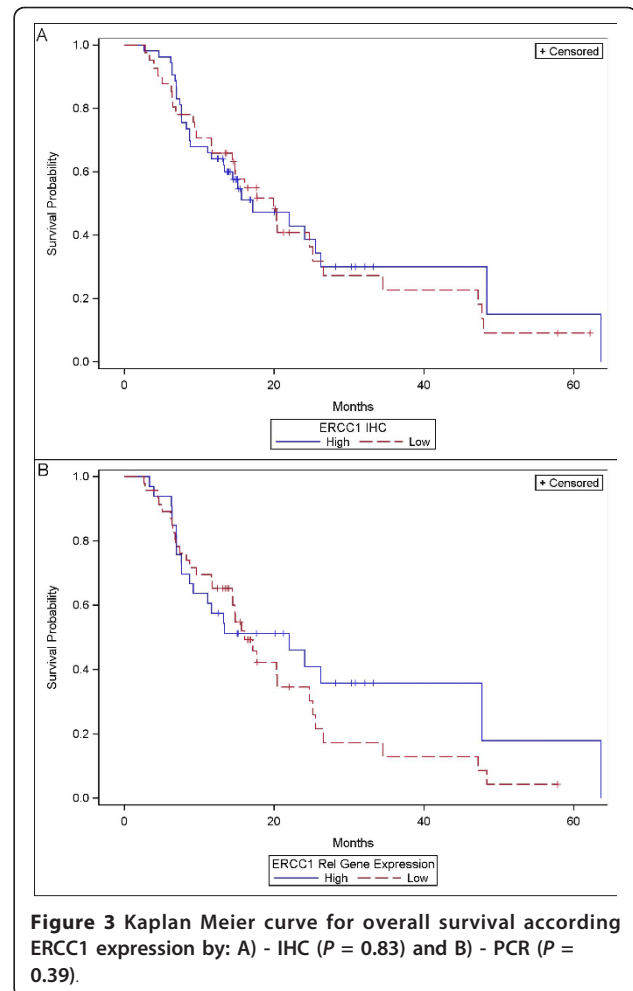 A
+ Censored
1.0
0.8
0.6
0.4
0.2
0.0
Survival Probability
0 20 40 60
Months
ERCC1 IHC
High Low
B
+ Censored
1.0
0.8
0.6
0.4
0.2
0.0
Survival Probability
0 20 40 60
Months
ERCC1 Rel Gene Expression
High Low
Figure 3 Kaplan Meier curve for overall survival according
ERCC1 expression by: A) - IHC (P = 0.83) and B) - PCR (P =
0.39).